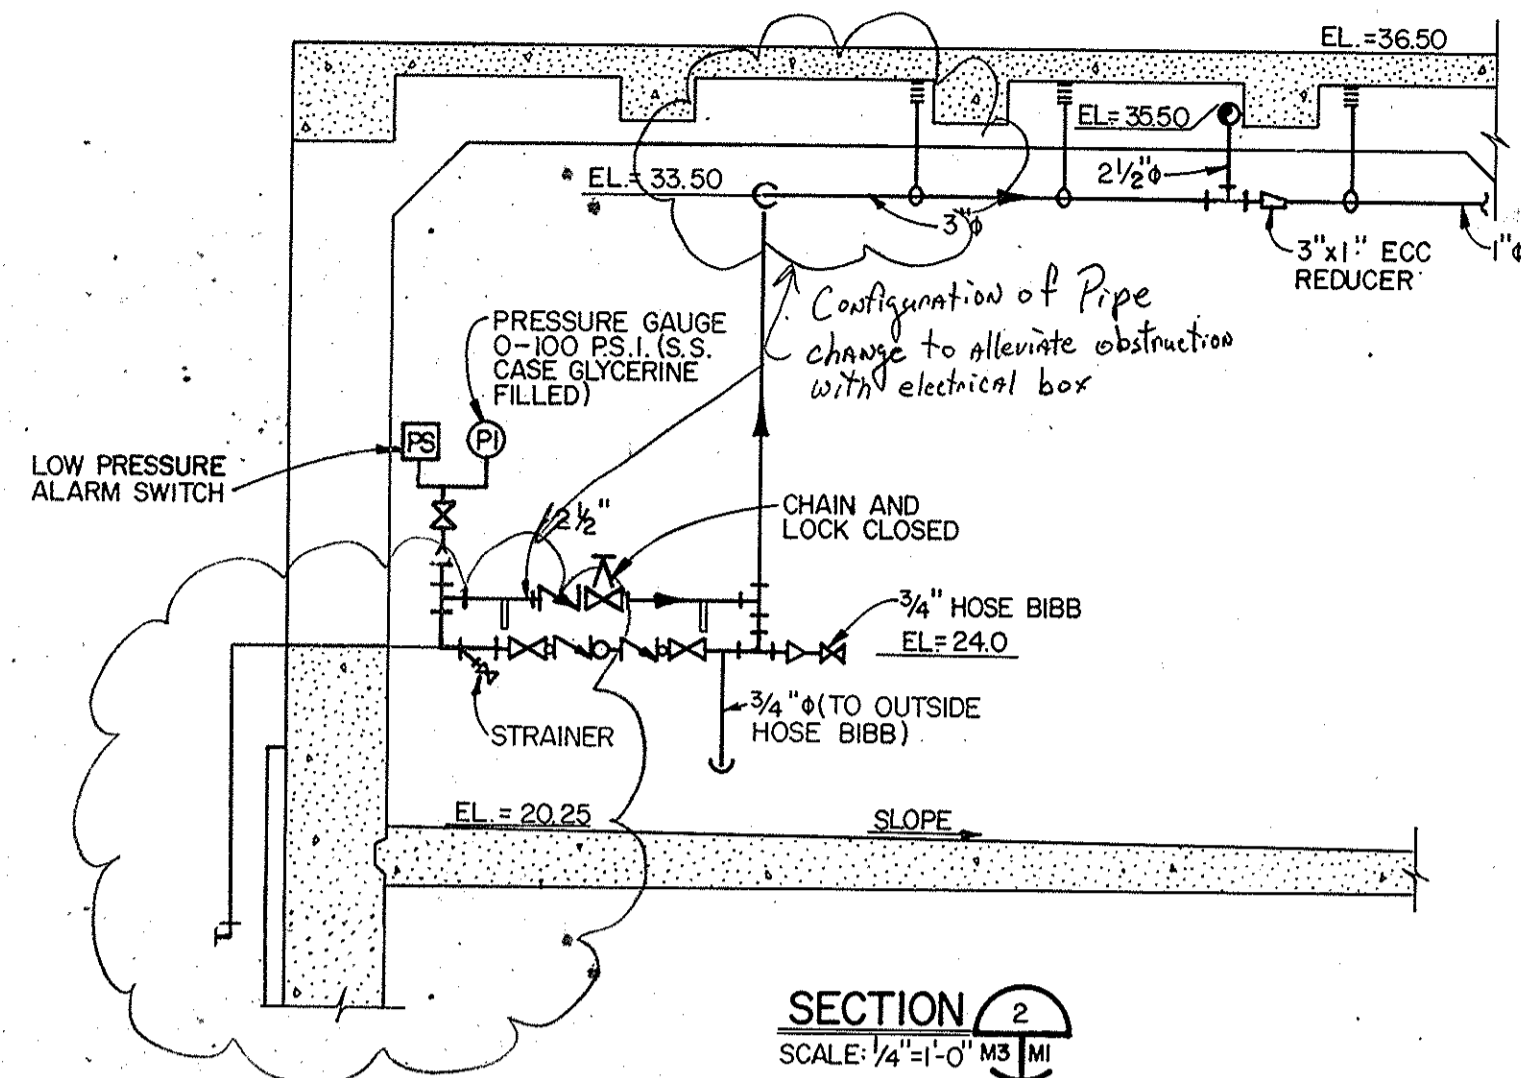 EL.=36.50
EL=35.50
2½"ϕ
EL.= 33.50
3"ϕ
3"x1" ECC
REDUCER
1"ϕ
Configuration of Pipe
change to alleviate obstruction
with electrical box
PRESSURE GAUGE
0-100 P.S.I. (S.S.
CASE GLYCERINE
FILLED)
PS
PI
LOW PRESSURE
ALARM SWITCH
2½"
CHAIN AND
LOCK CLOSED
3/4" HOSE BIBB
EL=24.0
3/4"ϕ(TO OUTSIDE
HOSE BIBB)
STRAINER
EL.=20.25
SLOPE
SECTION 2
SCALE: 1/4"=1'-0" M3 M1